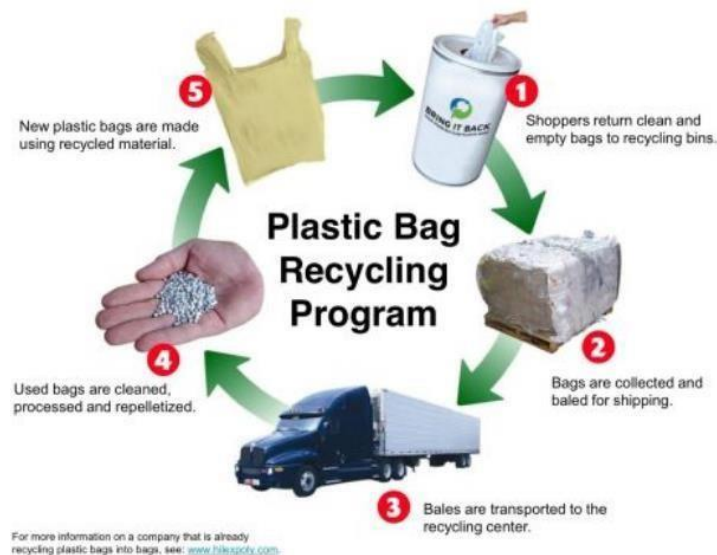 Plastic Bag
Recycling
Program
1
BRING IT BACK
Shoppers return clean and
empty bags to recycling bins.
2
Bags are collected and
baled for shipping.
3
Bales are transported to the
recycling center.
4
Used bags are cleaned,
processed and repelletized.
5
New plastic bags are made
using recycled material.
For more information on a company that is already
recycling plastic bags into bags, see: www.hilexpoly.com.